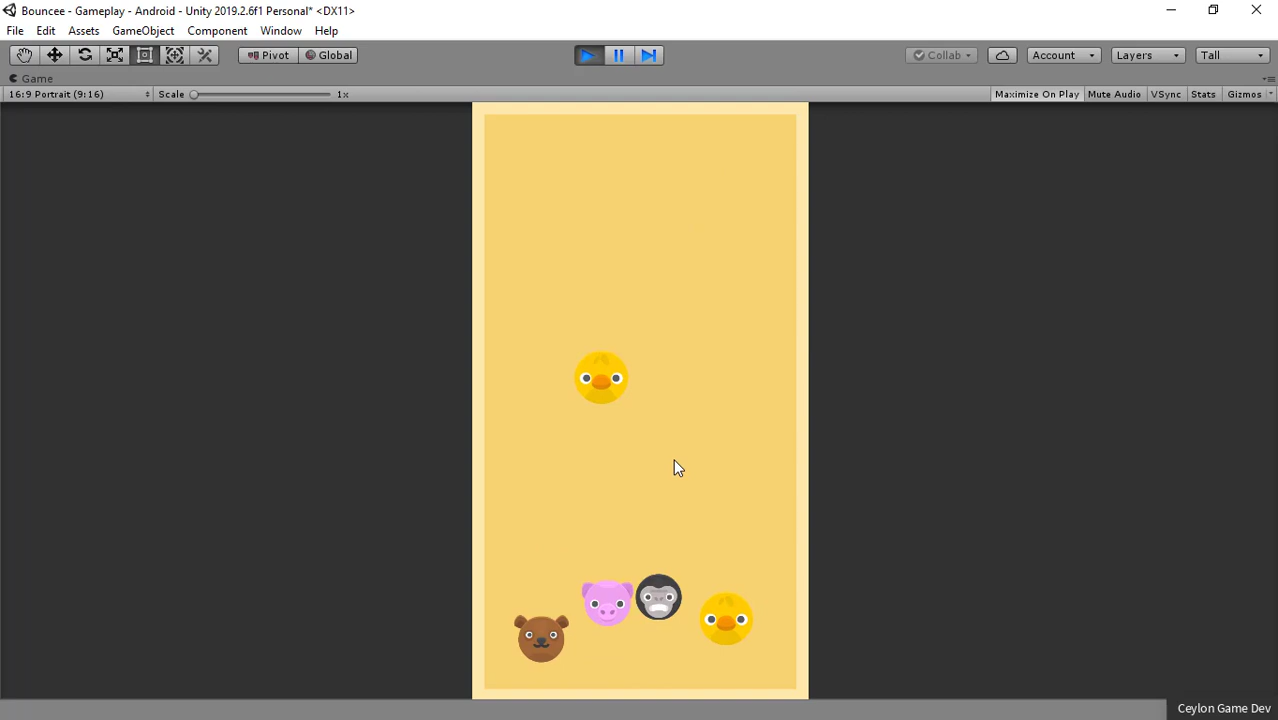 Bouncee - Gameplay - Android - Unity 2019.2.6f1 Personal* <DX11>
File Edit Assets GameObject Component Window Help
Pivot Global Collab Account Layers Tall
Game
16:9 Portrait (9:16) Scale 1x Maximize On Play Mute Audio VSync Stats Gizmos
Ceylon Game Dev